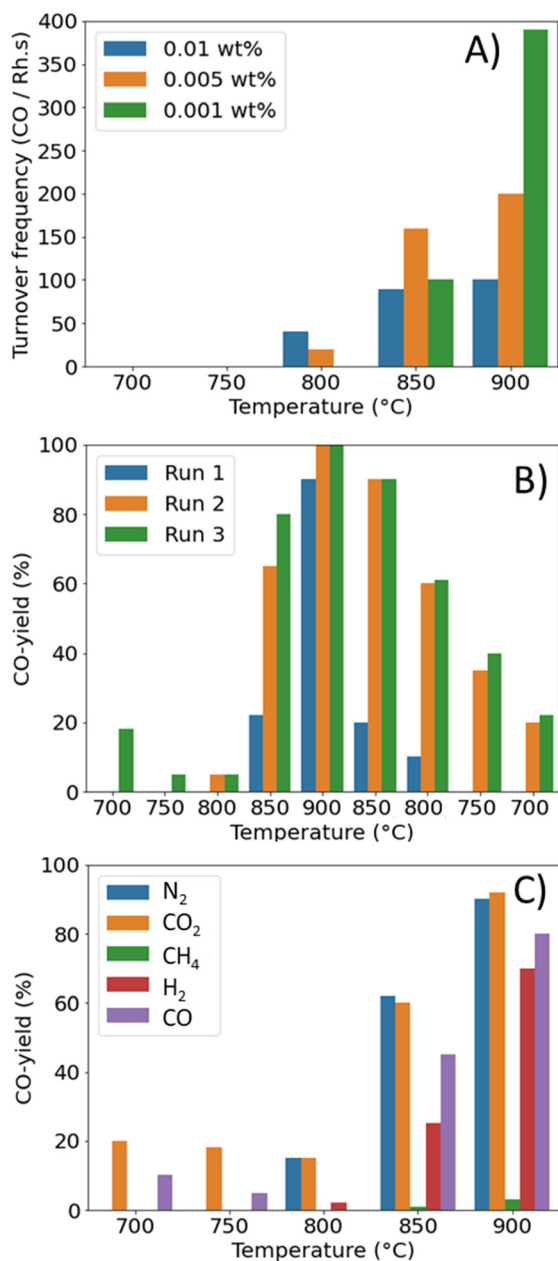 A)
Turnover frequency (CO / Rh.s)
400
350
300
250
200
150
100
50
0
0.01 wt%
0.005 wt%
0.001 wt%
700 750 800 850 900
Temperature (°C)
B)
CO-yield (%)
100
80
60
40
20
0
Run 1
Run 2
Run 3
700 750 800 850 900 850 800 750 700
Temperature (°C)
C)
CO-yield (%)
100
80
60
40
20
0
N₂
CO₂
CH₄
H₂
CO
700 750 800 850 900
Temperature (°C)